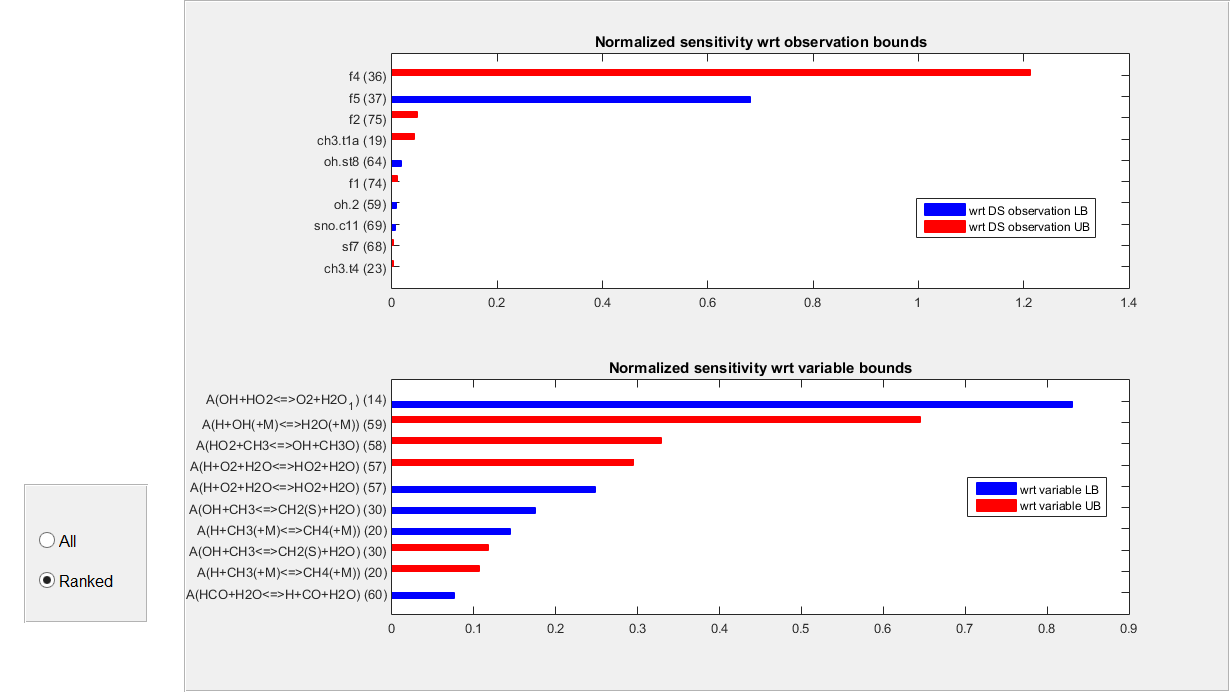 Normalized sensitivity wrt observation bounds
f4 (36)
f5 (37)
f2 (75)
ch3.t1a (19)
oh.st8 (64)
f1 (74)
oh.2 (59)
sno.c11 (69)
sf7 (68)
ch3.t4 (23)
wrt DS observation LB
wrt DS observation UB
0 0.2 0.4 0.6 0.8 1 1.2 1.4
Normalized sensitivity wrt variable bounds
A(OH+HO2<=>O2+H2O₁) (14)
A(H+OH(+M)<=>H2O(+M)) (59)
A(HO2+CH3<=>OH+CH3O) (58)
A(H+O2+H2O<=>HO2+H2O) (57)
A(H+O2+H2O<=>HO2+H2O) (57)
A(OH+CH3<=>CH2(S)+H2O) (30)
A(H+CH3(+M)<=>CH4(+M)) (20)
A(OH+CH3<=>CH2(S)+H2O) (30)
A(H+CH3(+M)<=>CH4(+M)) (20)
A(HCO+H2O<=>H+CO+H2O) (60)
wrt variable LB
wrt variable UB
0 0.1 0.2 0.3 0.4 0.5 0.6 0.7 0.8 0.9
All
Ranked